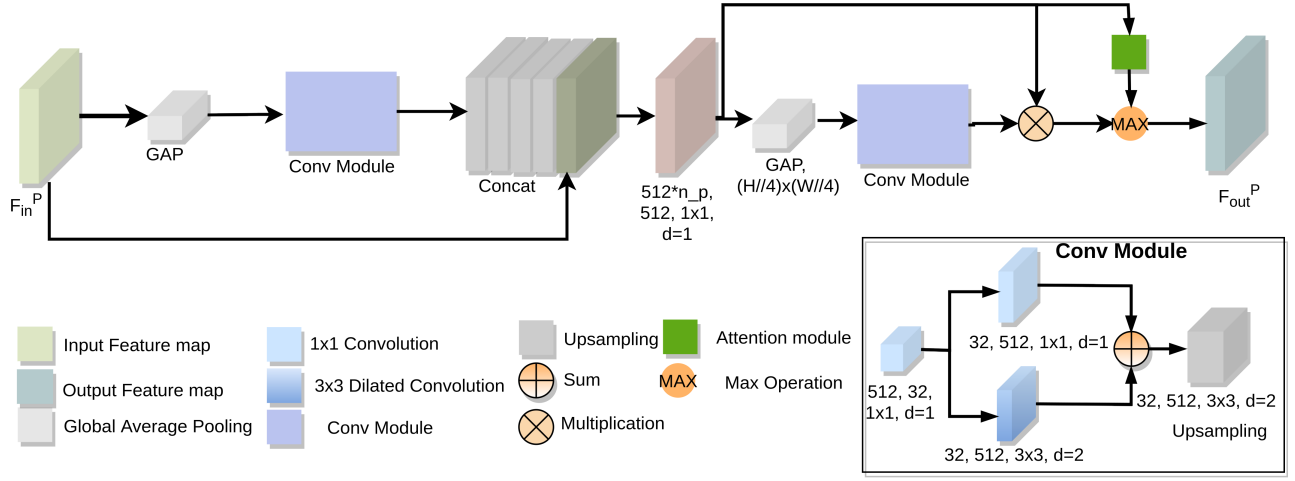 F_in^P
GAP
Conv Module
Concat
512*n_p,
512, 1x1,
d=1
GAP,
(H//4)x(W//4)
Conv Module
MAX
F_out^P
Conv Module
512, 32,
1x1, d=1
32, 512, 1x1, d=1
32, 512, 3x3, d=2
32, 512, 3x3, d=2
Upsampling
Input Feature map
Output Feature map
Global Average Pooling
1x1 Convolution
3x3 Dilated Convolution
Conv Module
Upsampling
Sum
Multiplication
Attention module
MAX
Max Operation